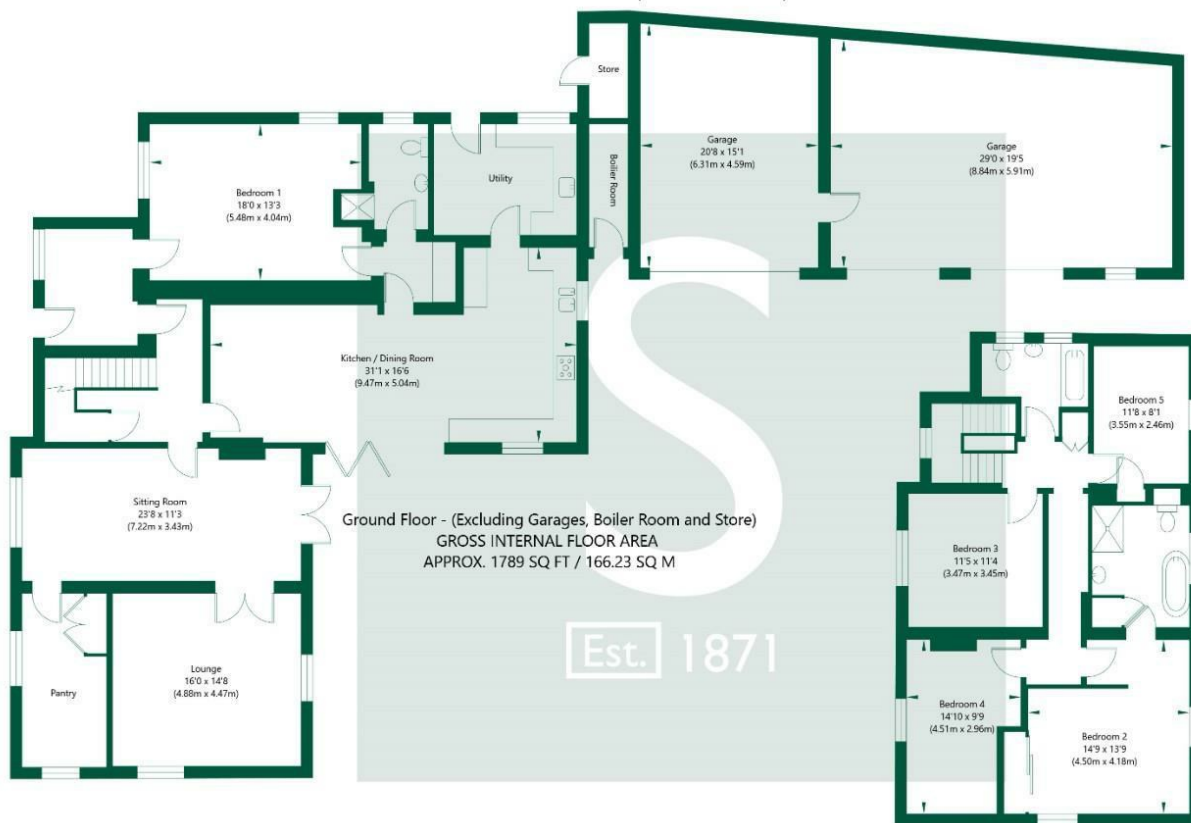 Store
Garage
20'8 x 15'1
(6.31m x 4.59m)
Garage
29'0 x 19'5
(8.84m x 5.91m)
Boiler Room
Utility
Bedroom 1
18'0 x 13'3
(5.48m x 4.04m)
Kitchen / Dining Room
31'1 x 16'6
(9.47m x 5.04m)
Sitting Room
23'8 x 11'3
(7.22m x 3.43m)
Ground Floor - (Excluding Garages, Boiler Room and Store)
GROSS INTERNAL FLOOR AREA
APPROX. 1789 SQ FT / 166.23 SQ M
Lounge
16'0 x 14'8
(4.88m x 4.47m)
Pantry
S
Est. 1871
Bedroom 5
11'8 x 8'1
(3.55m x 2.46m)
Bedroom 3
11'5 x 11'4
(3.47m x 3.45m)
Bedroom 4
14'10 x 9'9
(4.51m x 2.96m)
Bedroom 2
14'9 x 13'9
(4.50m x 4.18m)